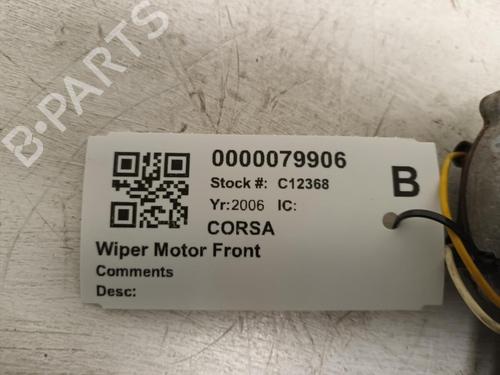 B-PARTS
0000079906
Stock #: C12368
B
Yr:2006 IC:
CORSA
Wiper Motor Front
Comments
Desc: